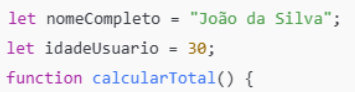 let nomeCompleto = "João da Silva";
let idadeUsuario = 30;
function calcularTotal() {